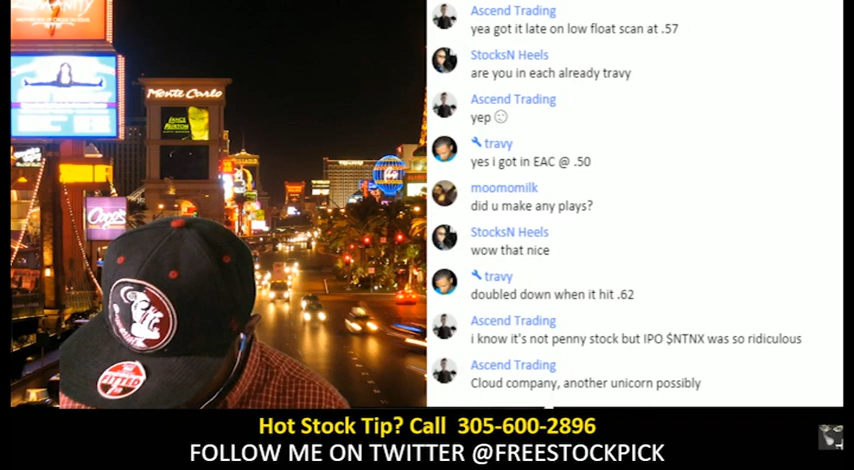 Monte Carlo
LANCE
BURTON
Ascend Trading
yea got it late on low float scan at .57
StocksN Heels
are you in each already travy
Ascend Trading
yep
travy
yes i got in EAC @ .50
moomomilk
did u make any plays?
StocksN Heels
wow that nice
travy
doubled down when it hit .62
Ascend Trading
i know it's not penny stock but IPO $NTNX was so ridiculous
Ascend Trading
Cloud company, another unicorn possibly
Hot Stock Tip? Call 305-600-2896
FOLLOW ME ON TWITTER @FREESTOCKPICK